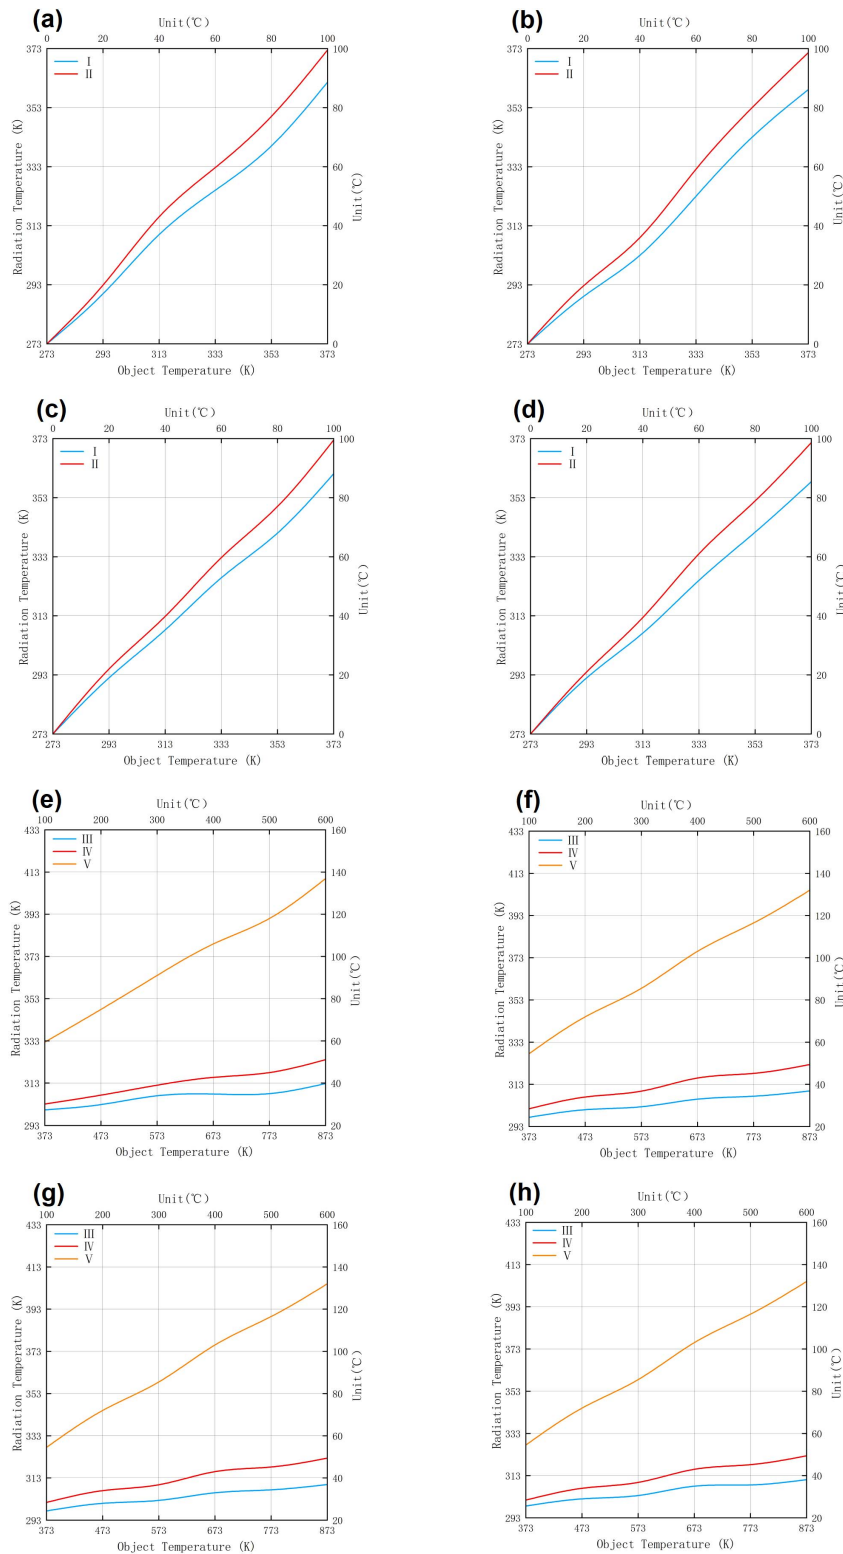 (a)
Unit(℃)
0 20 40 60 80 100
I
II
373 353 333 313 293 273
Radiation Temperature (K)
100 80 60 40 20 0
Unit(℃)
273 293 313 333 353 373
Object Temperature (K)
(b)
Unit(℃)
0 20 40 60 80 100
I
II
373 353 333 313 293 273
Radiation Temperature (K)
100 80 60 40 20 0
Unit(℃)
273 293 313 333 353 373
Object Temperature (K)
(c)
Unit(℃)
0 20 40 60 80 100
I
II
373 353 333 313 293 273
Radiation Temperature (K)
100 80 60 40 20 0
Unit(℃)
273 293 313 333 353 373
Object Temperature (K)
(d)
Unit(℃)
0 20 40 60 80 100
I
II
373 353 333 313 293 273
Radiation Temperature (K)
100 80 60 40 20 0
Unit(℃)
273 293 313 333 353 373
Object Temperature (K)
(e)
Unit(℃)
100 200 300 400 500 600
III
IV
V
433 413 393 373 353 333 313 293
Radiation Temperature (K)
160 140 120 100 80 60 40 20
Unit(℃)
373 473 573 673 773 873
Object Temperature (K)
(f)
Unit(℃)
100 200 300 400 500 600
III
IV
V
433 413 393 373 353 333 313 293
Radiation Temperature (K)
160 140 120 100 80 60 40 20
Unit(℃)
373 473 573 673 773 873
Object Temperature (K)
(g)
Unit(℃)
100 200 300 400 500 600
III
IV
V
433 413 393 373 353 333 313 293
Radiation Temperature (K)
160 140 120 100 80 60 40 20
Unit(℃)
373 473 573 673 773 873
Object Temperature (K)
(h)
Unit(℃)
100 200 300 400 500 600
III
IV
V
433 413 393 373 353 333 313 293
Radiation Temperature (K)
160 140 120 100 80 60 40 20
Unit(℃)
373 473 573 673 773 873
Object Temperature (K)